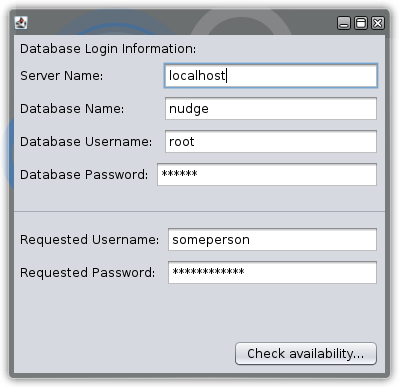 Database Login Information:
Server Name: localhost
Database Name: nudge
Database Username: root
Database Password: ******
Requested Username: someperson
Requested Password: ************
Check availability...